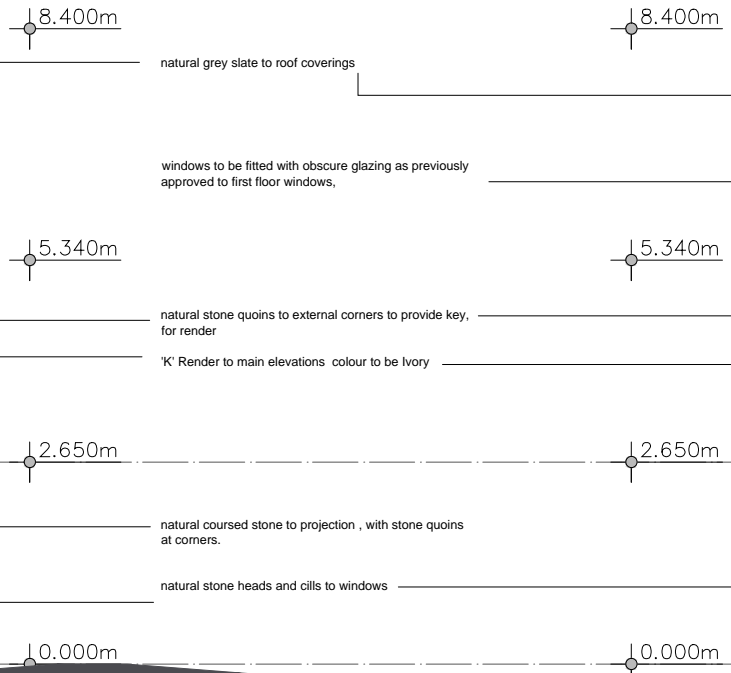 8.400m 8.400m
natural grey slate to roof coverings
windows to be fitted with obscure glazing as previously
approved to first floor windows,
5.340m 5.340m
natural stone quoins to external corners to provide key,
for render
'K' Render to main elevations colour to be Ivory
2.650m 2.650m
natural coursed stone to projection , with stone quoins
at corners.
natural stone heads and cills to windows
0.000m 0.000m